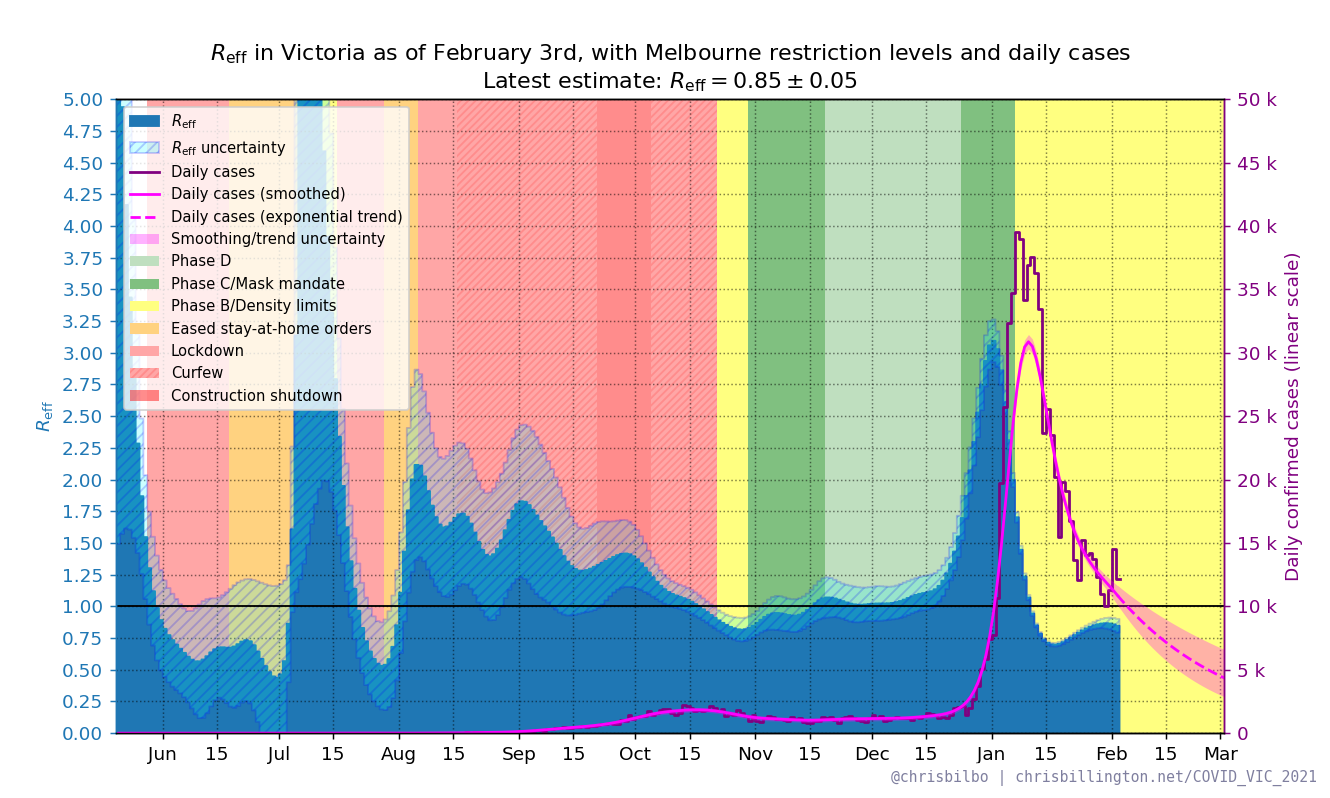 R_eff in Victoria as of February 3rd, with Melbourne restriction levels and daily cases
Latest estimate: R_eff = 0.85 ± 0.05
5.00
4.75
4.50
4.25
4.00
3.75
3.50
3.25
3.00
2.75
2.50
2.25
2.00
1.75
1.50
1.25
1.00
0.75
0.50
0.25
0.00
R_eff
R_eff
R_eff uncertainty
Daily cases
Daily cases (smoothed)
Daily cases (exponential trend)
Smoothing/trend uncertainty
Phase D
Phase C/Mask mandate
Phase B/Density limits
Eased stay-at-home orders
Lockdown
Curfew
Construction shutdown
50 k
45 k
40 k
35 k
30 k
25 k
20 k
15 k
10 k
5 k
0
Daily confirmed cases (linear scale)
Jun 15 Jul 15 Aug 15 Sep 15 Oct 15 Nov 15 Dec 15 Jan 15 Feb 15 Mar
@chrisbilbo | chrisbillington.net/COVID_VIC_2021